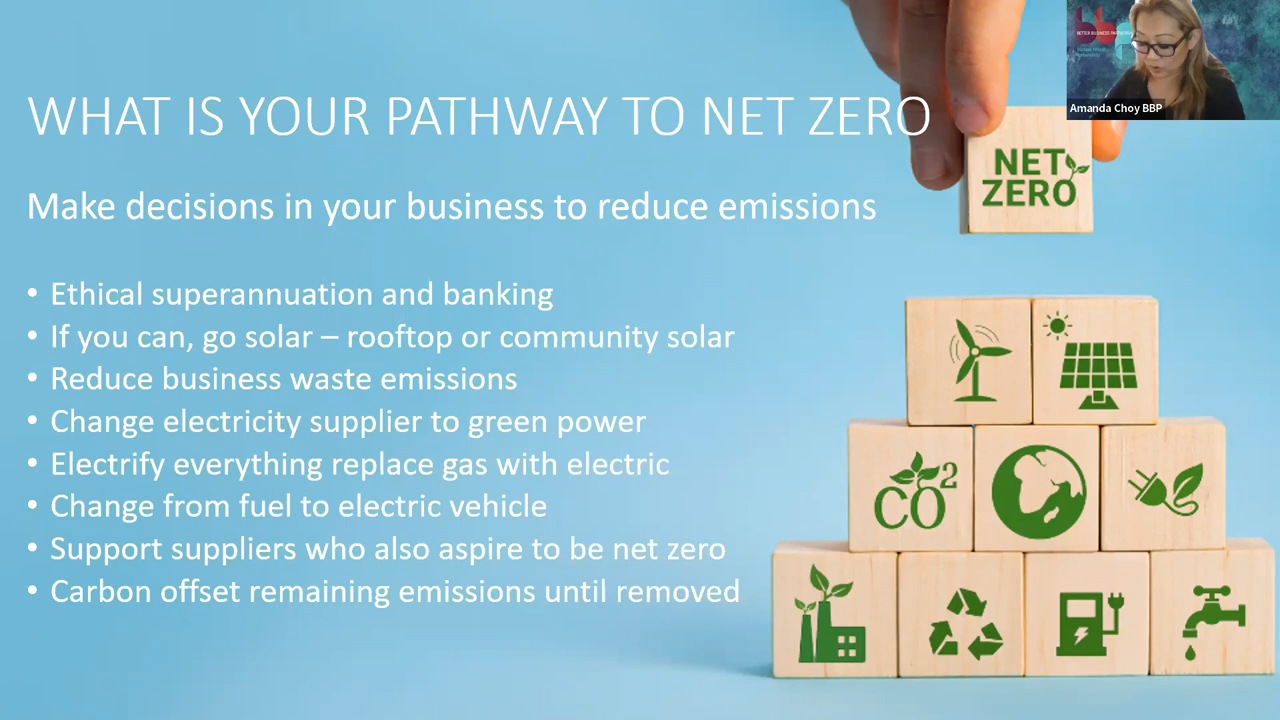 WHAT IS YOUR PATHWAY TO NET ZERO
Make decisions in your business to reduce emissions
• Ethical superannuation and banking
• If you can, go solar – rooftop or community solar
• Reduce business waste emissions
• Change electricity supplier to green power
• Electrify everything replace gas with electric
• Change from fuel to electric vehicle
• Support suppliers who also aspire to be net zero
• Carbon offset remaining emissions until removed
NET
ZERO
CO²
BETTER BUSINESS
Amanda Choy BBP